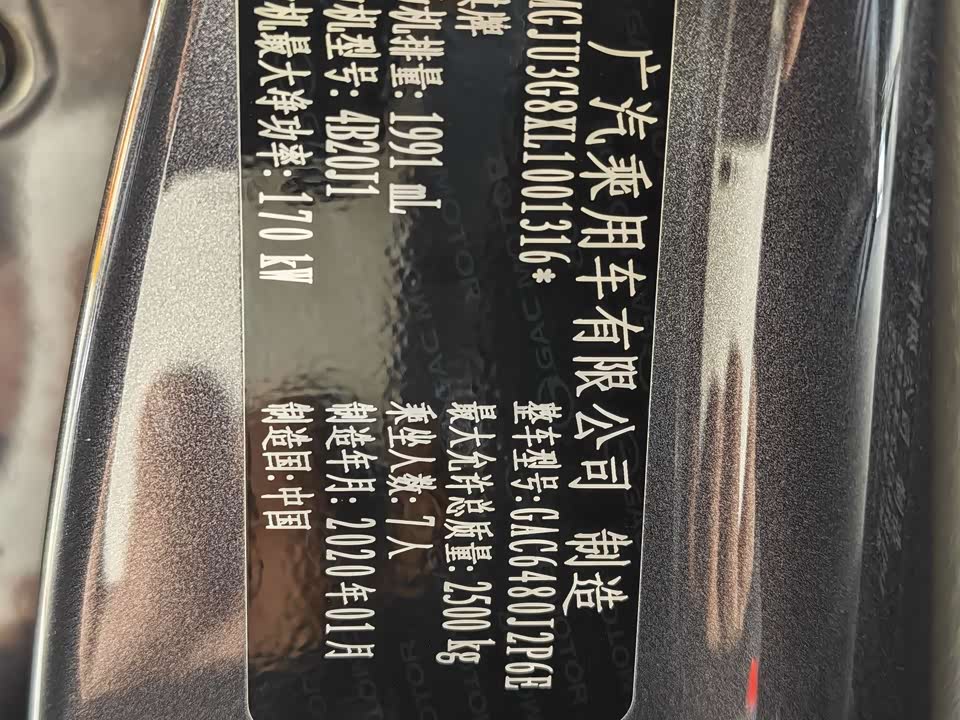 广汽乘用车有限公司 制造
MGJU3G8XL1001316* 整车型号:GAC6480J2P6E
牌 最大允许总质量:2500 kg
机排量:1991 mL 乘坐人数:7人
机型号:4B20J1 制造年月:2020年01月
机最大净功率:170 kW 制造国:中国